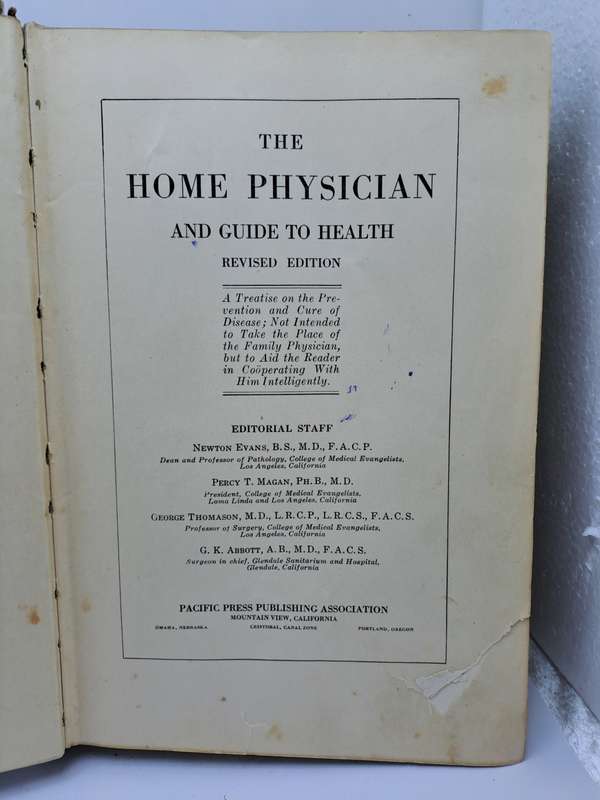 THE
HOME PHYSICIAN
AND GUIDE TO HEALTH
REVISED EDITION
A Treatise on the Pre-
vention and Cure of
Disease; Not Intended
to Take the Place of
the Family Physician,
but to Aid the Reader
in Coöperating With
Him Intelligently.
EDITORIAL STAFF
NEWTON EVANS, B.S., M.D., F.A.C.P.
Dean and Professor of Pathology, College of Medical Evangelists,
Los Angeles, California
PERCY T. MAGAN, PH.B., M.D.
President, College of Medical Evangelists,
Loma Linda and Los Angeles, California
GEORGE THOMASON, M.D., L.R.C.P., L.R.C.S., F.A.C.S.
Professor of Surgery, College of Medical Evangelists,
Los Angeles, California
G. K. ABBOTT, A.B., M.D., F.A.C.S.
Surgeon in chief, Glendale Sanitarium and Hospital,
Glendale, California
PACIFIC PRESS PUBLISHING ASSOCIATION
MOUNTAIN VIEW, CALIFORNIA
OMAHA, NEBRASKA CRISTOBAL, CANAL ZONE PORTLAND, OREGON